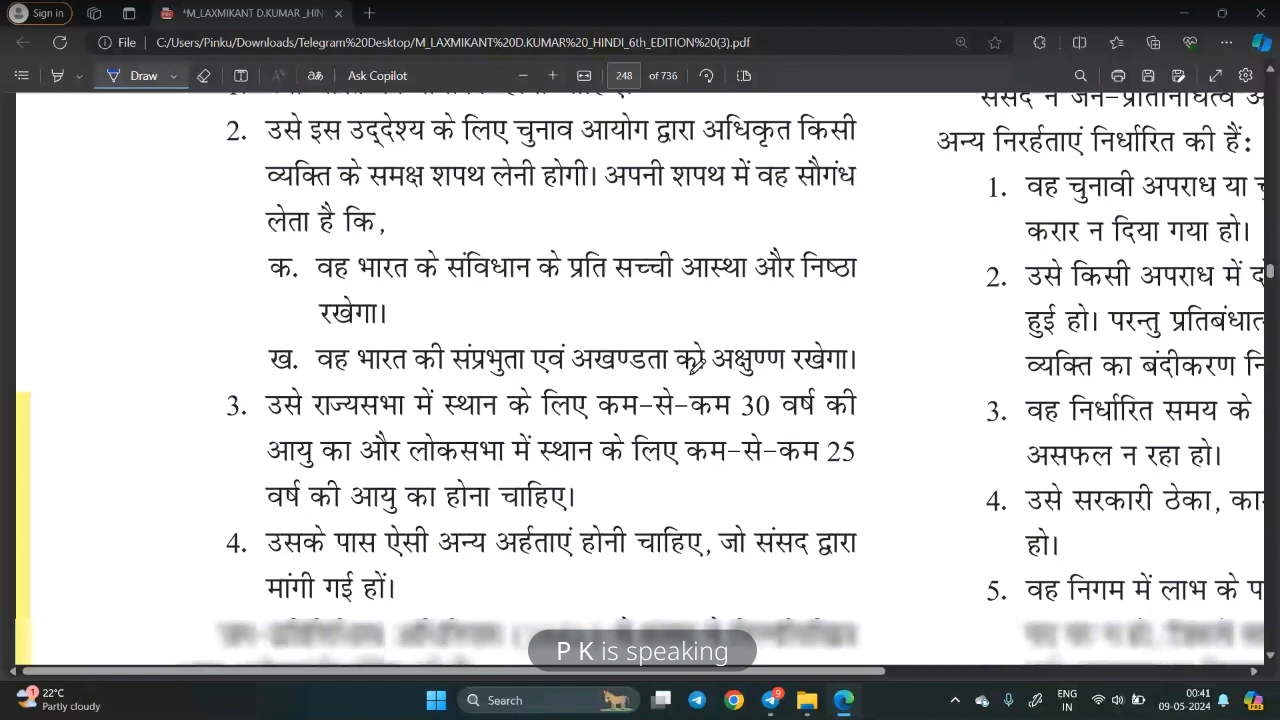 Sign in
*M_LAXMIKANT D.KUMAR _HIN
File
C:/Users/Pinku/Downloads/Telegram%20Desktop/M_LAXMIKANT%20D.KUMAR%20_HINDI_6th_EDITION%20(3).pdf
Draw
Ask Copilot
248 of 736
2. उसे इस उद्देश्य के लिए चुनाव आयोग द्वारा अधिकृत किसी
व्यक्ति के समक्ष शपथ लेनी होगी। अपनी शपथ में वह सौगंध
लेता है कि,
क. वह भारत के संविधान के प्रति सच्ची आस्था और निष्ठा
रखेगा।
ख. वह भारत की संप्रभुता एवं अखण्डता को अक्षुण्ण रखेगा।
3. उसे राज्यसभा में स्थान के लिए कम-से-कम 30 वर्ष की
आयु का और लोकसभा में स्थान के लिए कम-से-कम 25
वर्ष की आयु का होना चाहिए।
4. उसके पास ऐसी अन्य अर्हताएं होनी चाहिए, जो संसद द्वारा
मांगी गई हों।
अन्य निरर्हताएं निर्धारित की हैं:
1. वह चुनावी अपराध या
करार न दिया गया हो।
2. उसे किसी अपराध में
हुई हो। परन्तु
व्यक्ति का बंदीकरण
3. वह निर्धारित समय के
असफल न रहा हो।
4. उसे सरकारी ठेका,
हो।
5. वह निगम में लाभ के
P K is speaking
22°C
Partly cloudy
Search
ENG
IN
00:41
09-05-2024